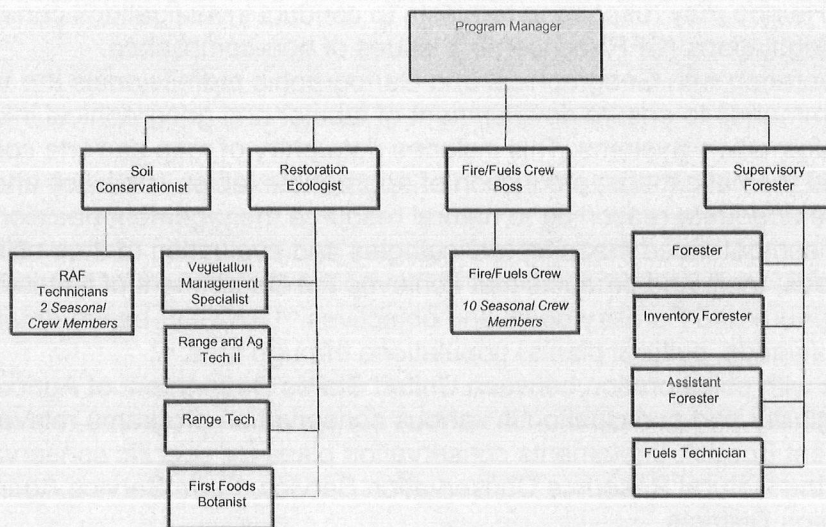 Program Manager
Soil
Conservationist
Restoration
Ecologist
Fire/Fuels Crew
Boss
Supervisory
Forester
RAF
Technicians
2 Seasonal
Crew Members
Vegetation
Management
Specialist
Range and Ag
Tech II
Range Tech
First Foods
Botanist
Fire/Fuels Crew
10 Seasonal Crew
Members
Forester
Inventory Forester
Assistant
Forester
Fuels Technician